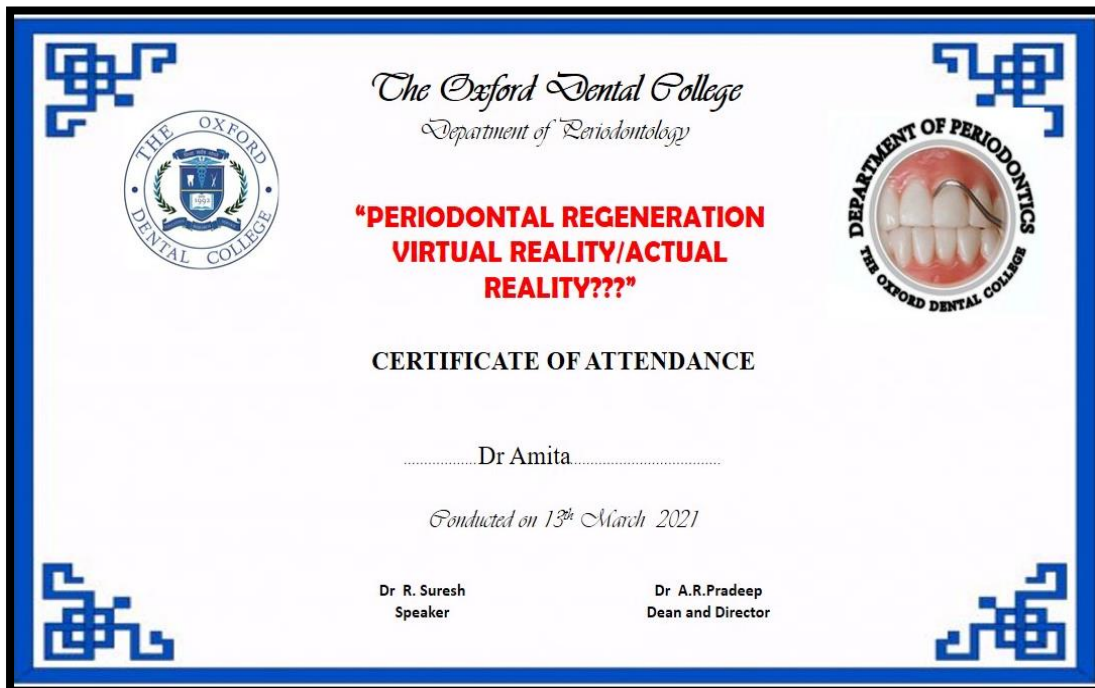 The Oxford Dental College
Department of Periodontology
THE OXFORD DENTAL COLLEGE
1992
DEPARTMENT OF PERIODONTICS
THE OXFORD DENTAL COLLEGE
“PERIODONTAL REGENERATION
VIRTUAL REALITY/ACTUAL
REALITY???”
CERTIFICATE OF ATTENDANCE
..................Dr Amita......................................
Conducted on 13th March 2021
Dr R. Suresh
Speaker
Dr A.R.Pradeep
Dean and Director